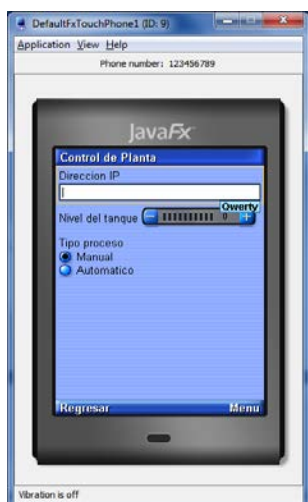 DefaultFxTouchPhone1 (ID: 9)
Application View Help
Phone number: 123456789
JavaFx
Control de Planta
Direccion IP
Qwerty
Nivel del tanque - 0 +
Tipo proceso
Manual
Automatico
Regresar Menu
Vibration is off